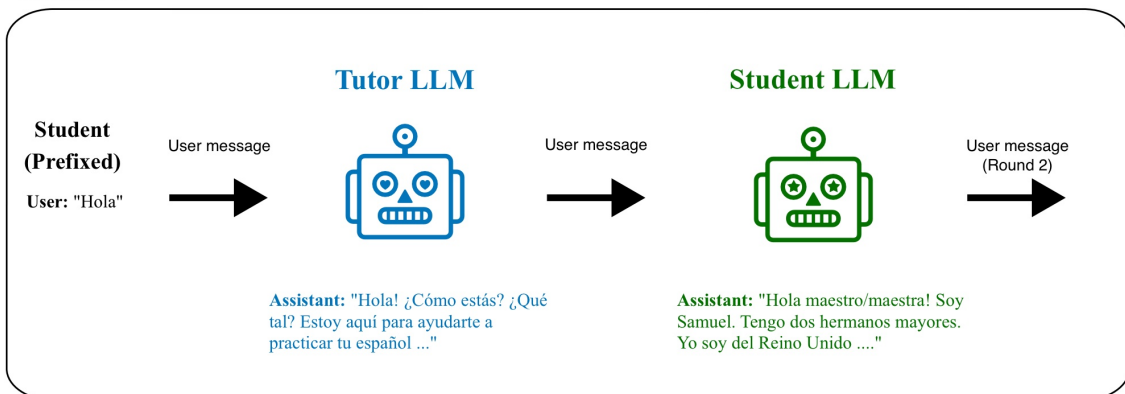 Tutor LLM
Student LLM
Student
(Prefixed)
User: "Hola"
User message
User message
User message
(Round 2)
Assistant: "Hola! ¿Cómo estás? ¿Qué
tal? Estoy aquí para ayudarte a
practicar tu español ..."
Assistant: "Hola maestro/maestra! Soy
Samuel. Tengo dos hermanos mayores.
Yo soy del Reino Unido ...."